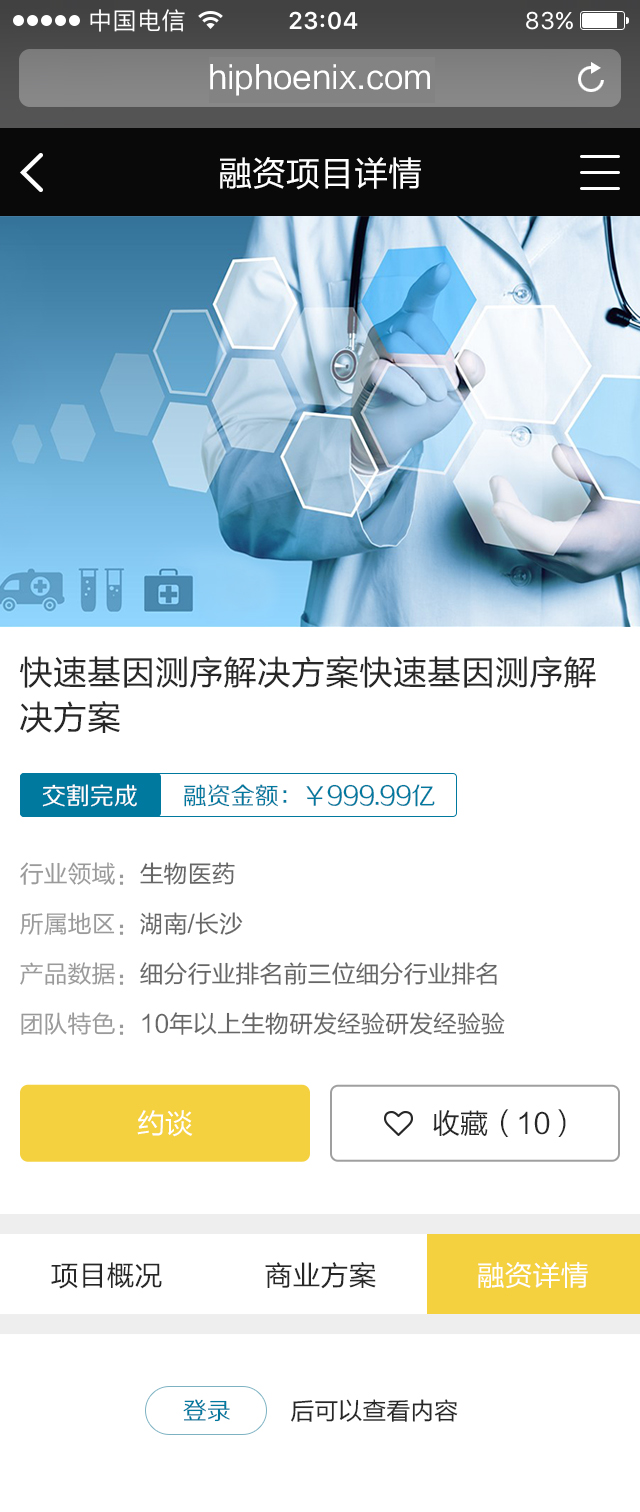 中国电信 23:04 83%
hiphoenix.com
融资项目详情
快速基因测序解决方案快速基因测序解
决方案
交割完成 融资金额：￥999.99亿
行业领域：生物医药
所属地区：湖南/长沙
产品数据：细分行业排名前三位细分行业排名
团队特色：10年以上生物研发经验研发经验验
约谈 收藏（10）
项目概况 商业方案 融资详情
登录 后可以查看内容